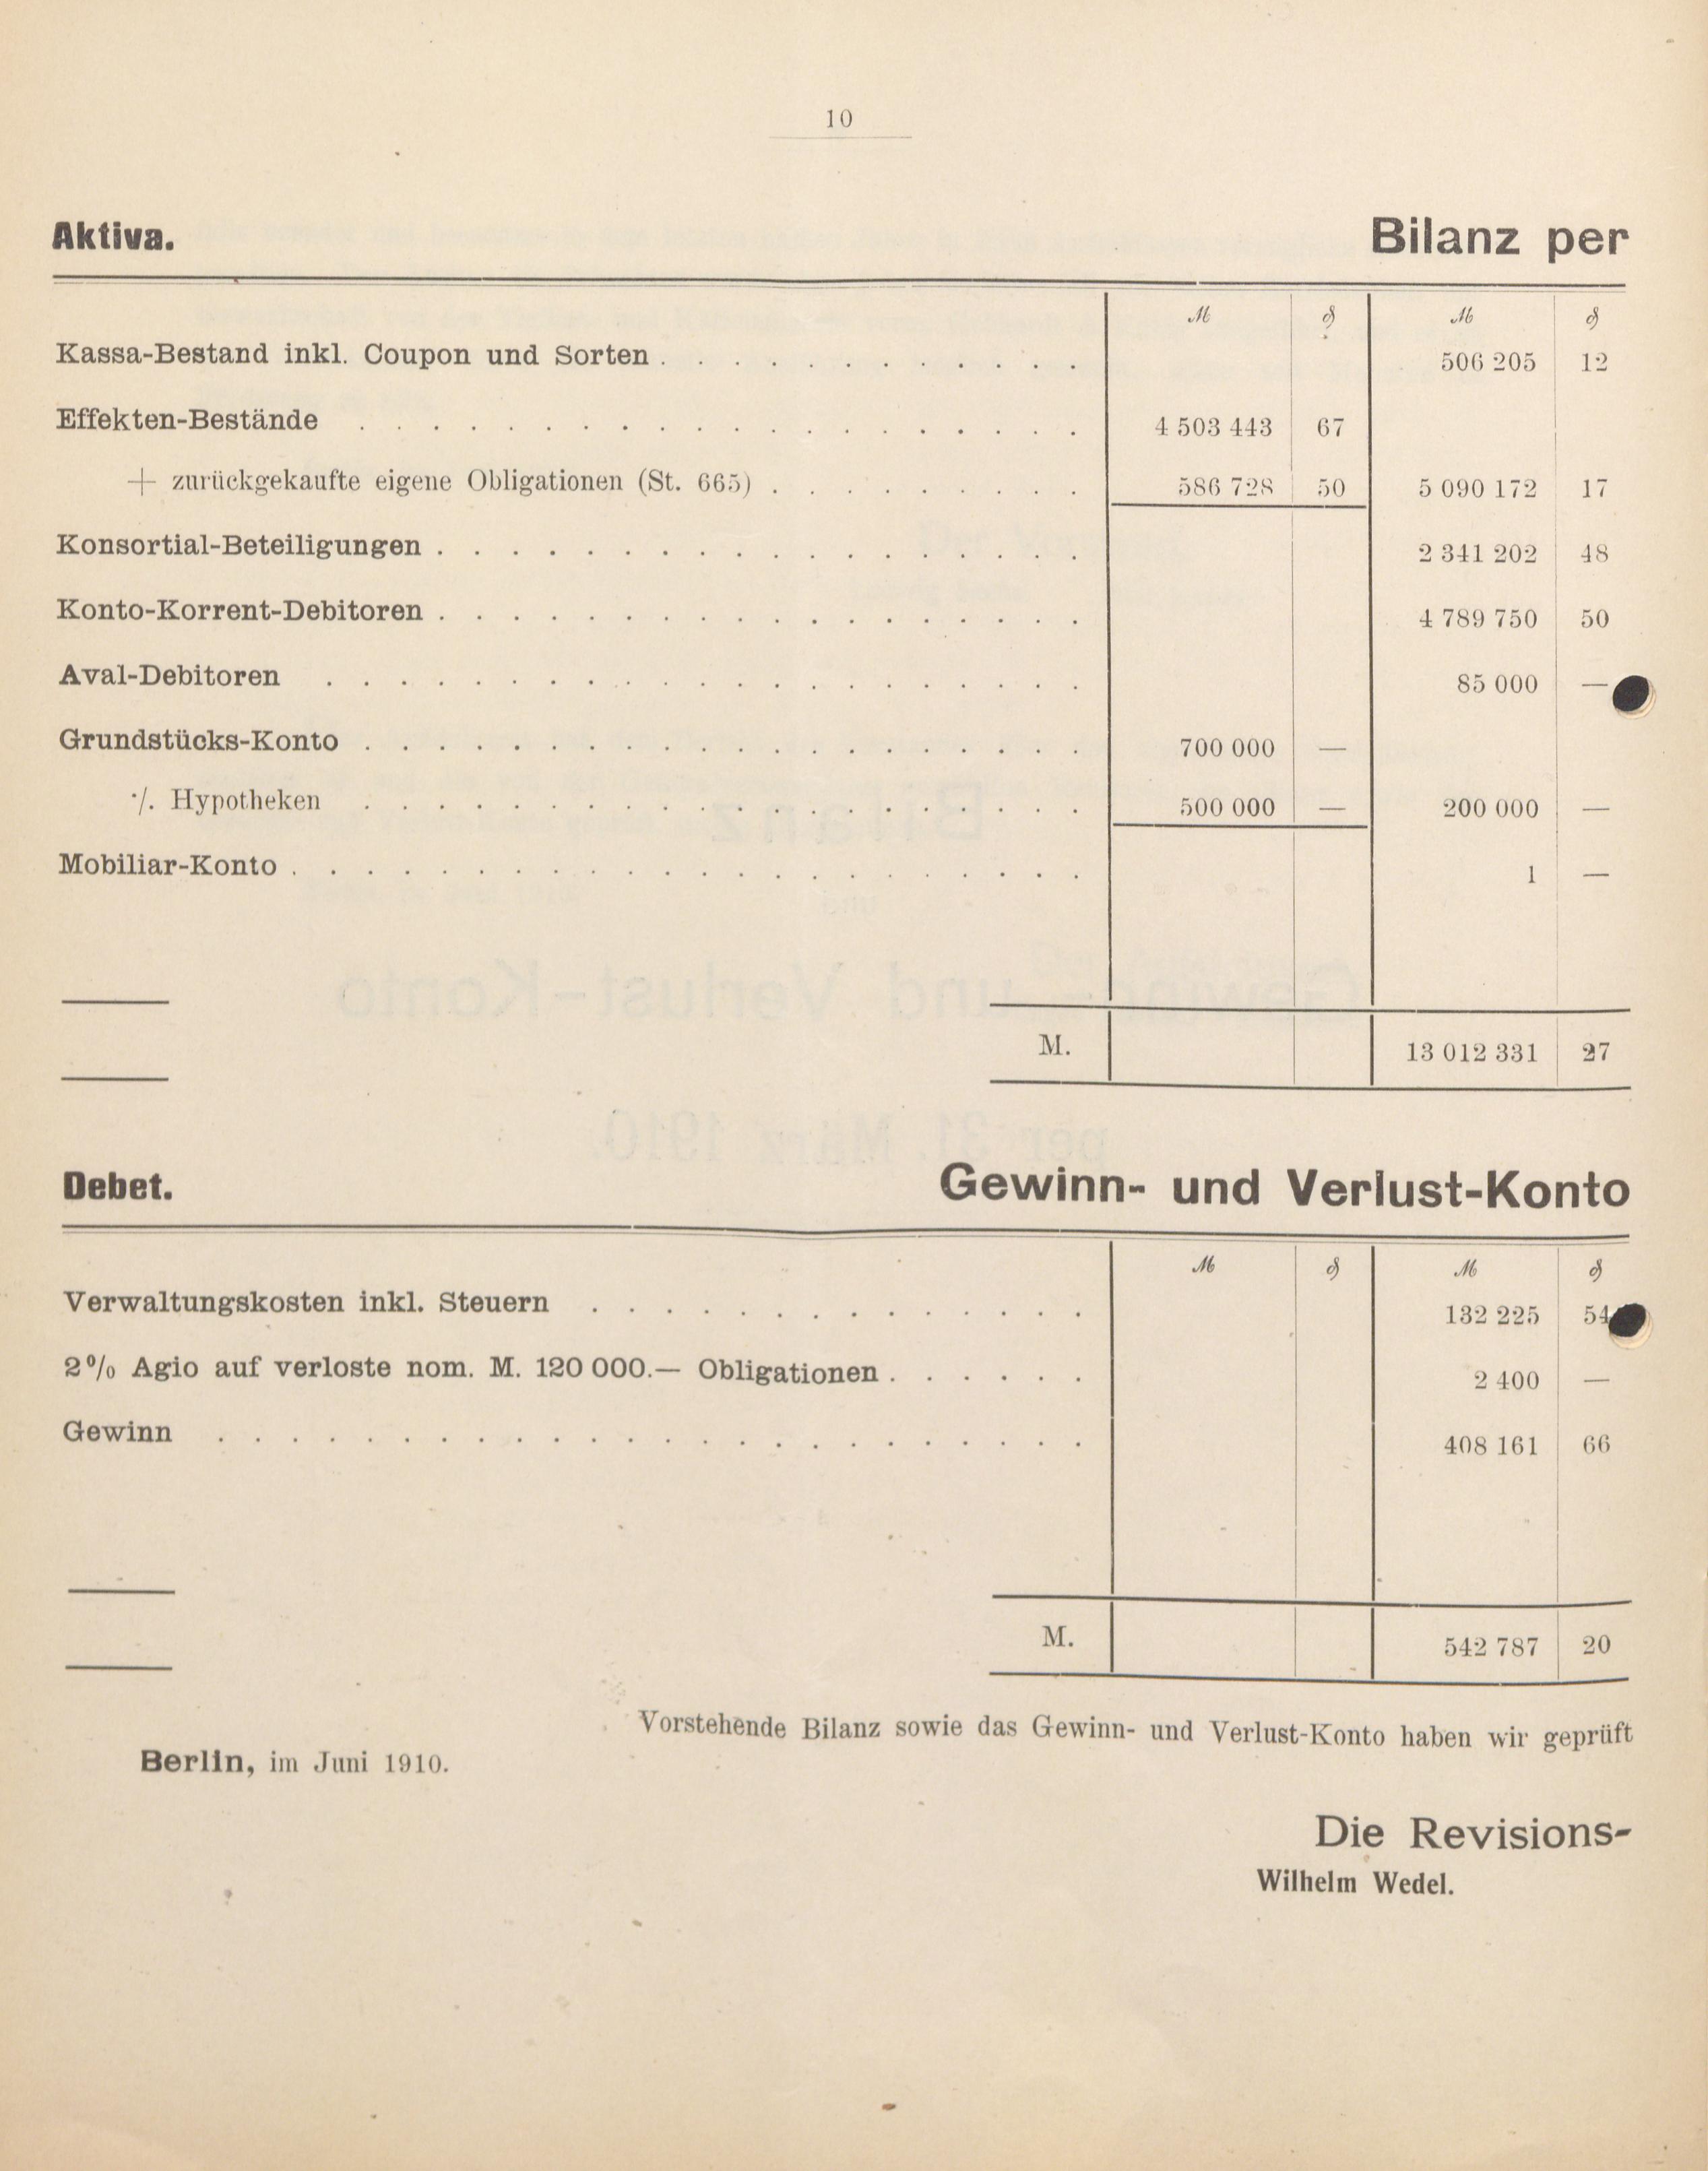 10
Aktiva. Bilanz per
ℳ ₰ ℳ ₰
Kassa-Bestand inkl. Coupon und Sorten . . . . . . . . . . . . 506 205 12
Effekten-Bestände . . . . . . . . . . . . . . . . . . . . 4 503 443 67
+ zurückgekaufte eigene Obligationen (St. 665) . . . . . . . . . 586 728 50 5 090 172 17
Konsortial-Beteiligungen . . . . . . . . . . . . . . . . . . 2 341 202 48
Konto-Korrent-Debitoren . . . . . . . . . . . . . . . . . . 4 789 750 50
Aval-Debitoren . . . . . . . . . . . . . . . . . . . . . 85 000 —
Grundstücks-Konto . . . . . . . . . . . . . . . . . . . . 700 000 —
·/. Hypotheken . . . . . . . . . . . . . . . . . . . . 500 000 — 200 000 —
Mobiliar-Konto . . . . . . . . . . . . . . . . . . . . . . 1 —
M. 13 012 331 27
Debet. Gewinn- und Verlust-Konto
ℳ ₰ ℳ ₰
Verwaltungskosten inkl. Steuern . . . . . . . . . . . . . . 132 225 54
2% Agio auf verloste nom. M. 120 000.— Obligationen . . . . . . 2 400 —
Gewinn . . . . . . . . . . . . . . . . . . . . . . . . 408 161 66
M. 542 787 20
Vorstehende Bilanz sowie das Gewinn- und Verlust-Konto haben wir geprüft
Berlin, im Juni 1910.
Die Revisions-
Wilhelm Wedel.